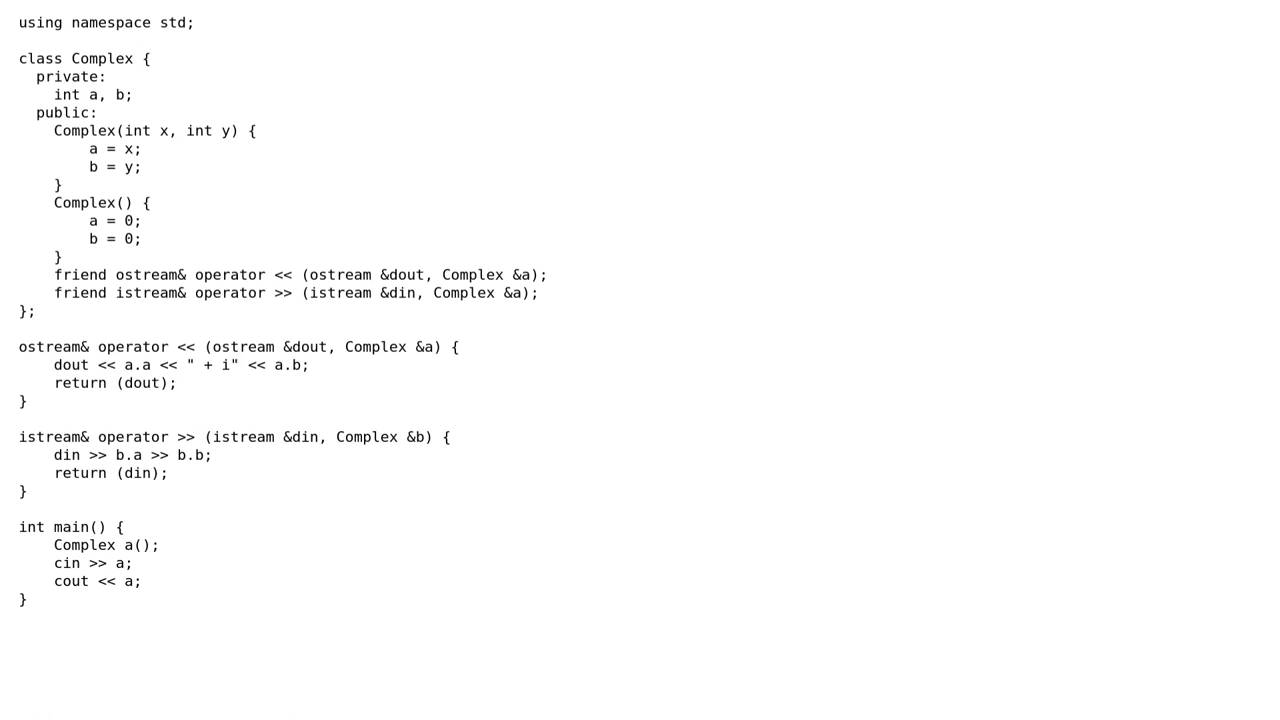 using namespace std;

class Complex {
  private:
    int a, b;
  public:
    Complex(int x, int y) {
        a = x;
        b = y;
    }
    Complex() {
        a = 0;
        b = 0;
    }
    friend ostream& operator << (ostream &dout, Complex &a);
    friend istream& operator >> (istream &din, Complex &a);
};

ostream& operator << (ostream &dout, Complex &a) {
    dout << a.a << " + i" << a.b;
    return (dout);
}

istream& operator >> (istream &din, Complex &b) {
    din >> b.a >> b.b;
    return (din);
}

int main() {
    Complex a();
    cin >> a;
    cout << a;
}